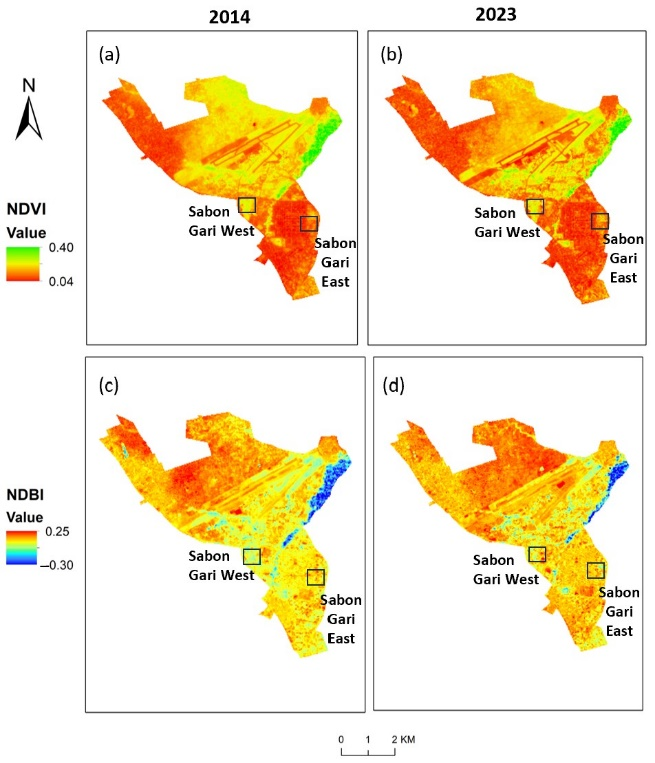 2014
2023
(a)
(b)
N
NDVI
Value
0.40
0.04
Sabon
Gari West
Sabon
Gari
East
Sabon
Gari West
Sabon
Gari
East
(c)
(d)
NDBI
Value
0.25
—0.30
Sabon
Gari West
Sabon
Gari
East
Sabon
Gari West
Sabon
Gari
East
0 1 2 KM